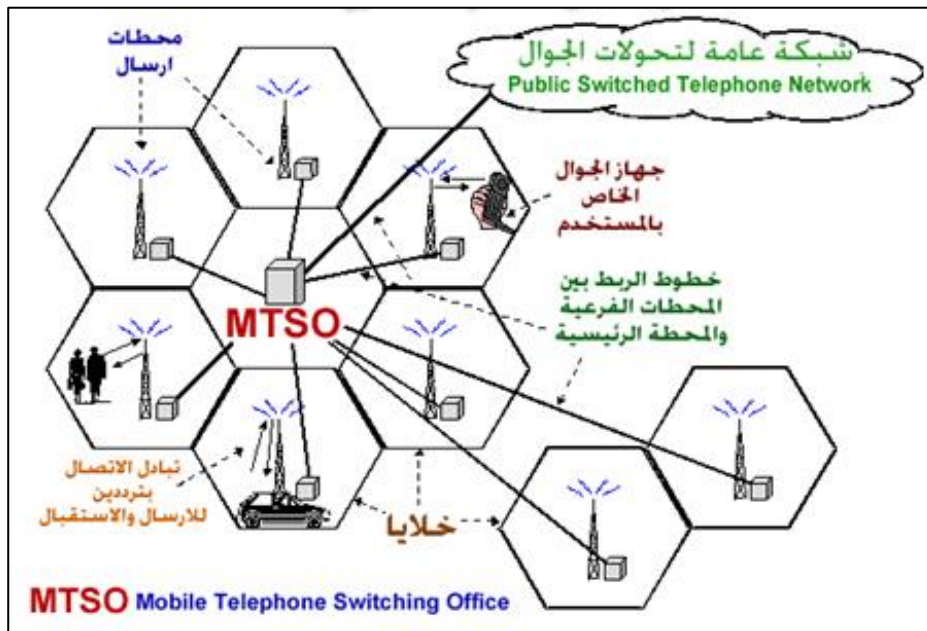 محطات
ارسال
شبكة عامة لتحولات الجوال
Public Switched Telephone Network
جهاز الجوال
الخاص
بالمستخدم
خطوط الربط بين
المحطات الفرعية
والمحطة الرئيسية
MTSO
تبادل الاتصال
بترددين
للارسال والاستقبال
خلايا
MTSO Mobile Telephone Switching Office